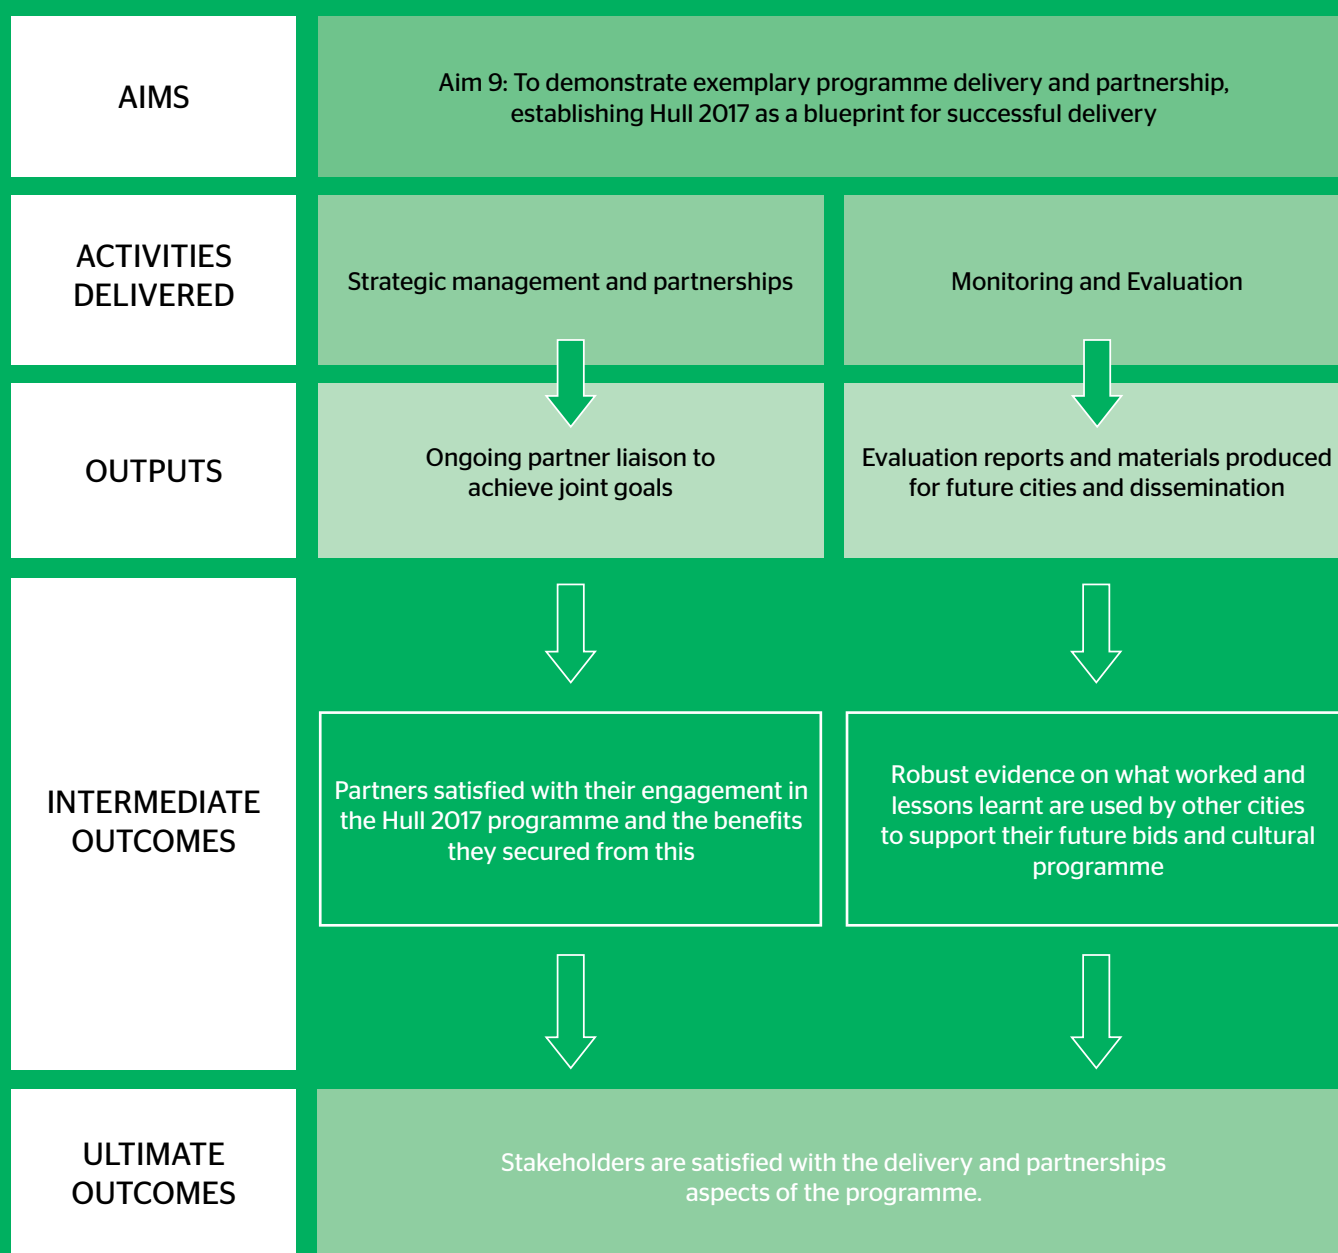 AIMS
Aim 9: To demonstrate exemplary programme delivery and partnership,
establishing Hull 2017 as a blueprint for successful delivery
ACTIVITIES
DELIVERED
Strategic management and partnerships
Monitoring and Evaluation
OUTPUTS
Ongoing partner liaison to
achieve joint goals
Evaluation reports and materials produced
for future cities and dissemination
INTERMEDIATE
OUTCOMES
Partners satisfied with their engagement in
the Hull 2017 programme and the benefits
they secured from this
Robust evidence on what worked and
lessons learnt are used by other cities
to support their future bids and cultural
programme
ULTIMATE
OUTCOMES
Stakeholders are satisfied with the delivery and partnerships
aspects of the programme.